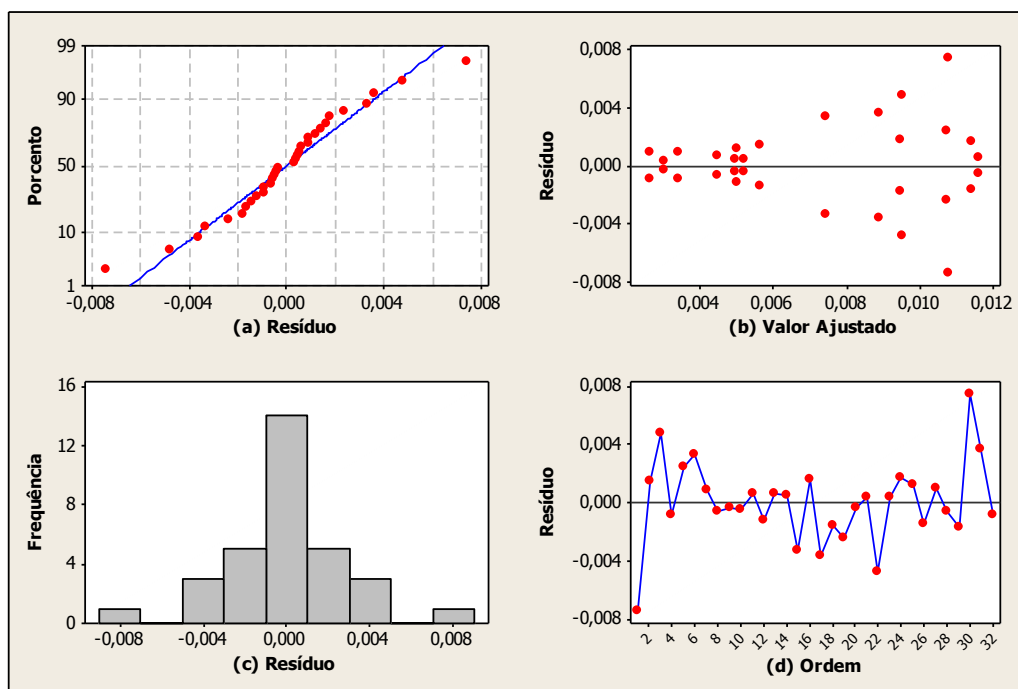 99
90
50
10
1
Porcento
-0,008 -0,004 0,000 0,004 0,008
(a) Resíduo
0,008
0,004
0,000
-0,004
-0,008
Resíduo
0,004 0,006 0,008 0,010 0,012
(b) Valor Ajustado
16
12
8
4
0
Frequência
-0,008 -0,004 0,000 0,004 0,008
(c) Resíduo
0,008
0,004
0,000
-0,004
-0,008
Resíduo
2 4 6 8 10 12 14 16 18 20 22 24 26 28 30 32
(d) Ordem